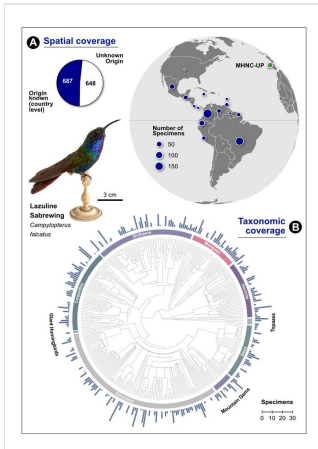 A Spatial coverage
Unknown
Origin
687
648
Origin
known
(country
level)
MHNC-UP
Number of
Specimens
50
100
150
3 cm
Lazuline
Sabrewing
Campylopterus
falcatus
Taxonomic
coverage B
Topazes
Mountain Gems
Giant Hummingbirds
Specimens
0 10 20 30